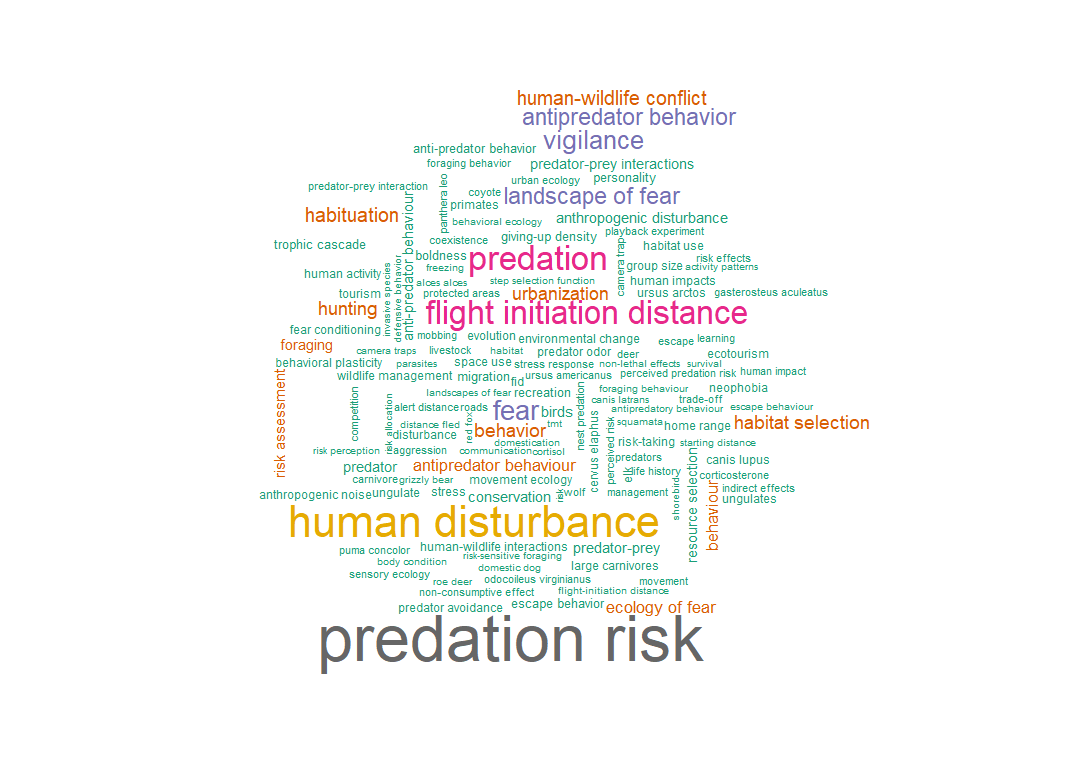 human-wildlife conflict
antipredator behavior
vigilance
anti-predator behavior
foraging behavior
predator-prey interactions
urban ecology
personality
predator-prey interaction
panthera leo
coyote
landscape of fear
primates
habituation
anti-predator behaviour
behavioral ecology
anthropogenic disturbance
playback experiment
trophic cascade
coexistence
giving-up density
camera trap
habitat use
boldness
predation
risk effects
human activity
invasive species
defensive behavior
freezing
group size
activity patterns
alces alces
step selection function
human impacts
tourism
protected areas
urbanization
ursus arctos
gasterosteus aculeatus
hunting
flight initiation distance
fear conditioning
mobbing
evolution
environmental change
escape
learning
foraging
camera traps
livestock
habitat
predator odor
deer
ecotourism
behavioral plasticity
parasites
space use
stress response
non-lethal effects
survival
wildlife management
migration
fid
ursus americanus
perceived predation risk
human impact
risk assessment
competition
landscapes of fear
recreation
nest predation
foraging behaviour
neophobia
risk allocation
canis latrans
trade-off
alert distance
roads
fear
birds
antipredatory behaviour
escape behaviour
distance fled
red fox
behavior
tmt
cervus elaphus
perceived risk
squamata
home range
habitat selection
disturbance
domestication
risk-taking
starting distance
risk perception
aggression
communication
cortisol
predators
resource selection
canis lupus
predator
antipredator behaviour
elk
life history
corticosterone
carnivore
grizzly bear
movement ecology
shorebirds
behaviour
indirect effects
anthropogenic noise
ungulate
stress
conservation
risk
wolf
management
ungulates
human disturbance
puma concolor
human-wildlife interactions
predator-prey
risk-sensitive foraging
body condition
domestic dog
large carnivores
sensory ecology
roe deer
odocoileus virginianus
movement
non-consumptive effect
flight-initiation distance
predator avoidance
escape behavior
ecology of fear
predation risk